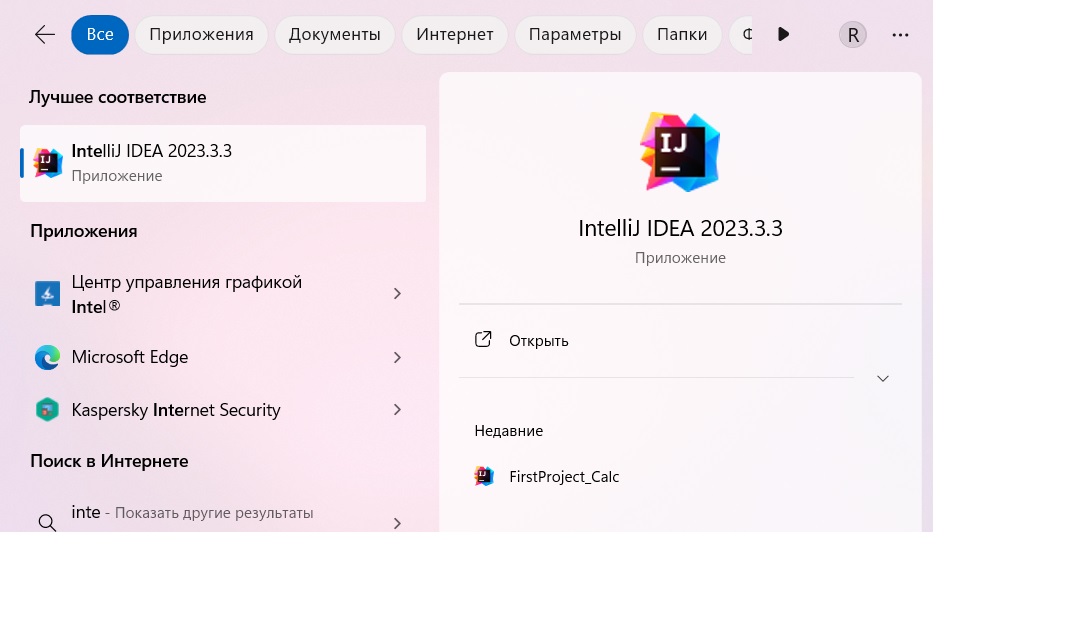 Все
Приложения
Документы
Интернет
Параметры
Папки
R
Лучшее соответствие
IntelliJ IDEA 2023.3.3
Приложение
Приложения
Центр управления графикой
Intel®
Microsoft Edge
Kaspersky Internet Security
Поиск в Интернете
inte - Показать другие результаты
IJ
IntelliJ IDEA 2023.3.3
Приложение
Открыть
Недавние
FirstProject_Calc